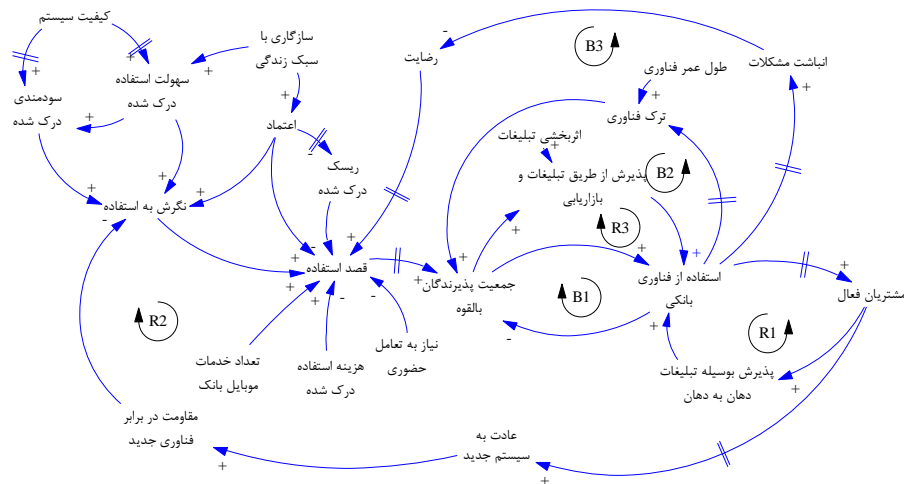 کیفیت سیستم
سازگاری با
سبک زندگی
رضایت
B3
طول عمر فناوری
انباشت مشکلات
سهولت استفاده
درک شده
سودمندی
درک شده
اعتماد
ترک فناوری
اثربخشی تبلیغات
ریسک
درک شده
پذیرش از طریق تبلیغات و
بازاریابی
B2
نگرش به استفاده
R3
قصد استفاده
جمعیت پذیرندگان
بالقوه
B1
استفاده از فناوری
بانکی
مشتریان فعال
R2
R1
تعداد خدمات
موبایل بانک
هزینه استفاده
درک شده
نیاز به تعامل
حضوری
پذیرش بوسیله تبلیغات
دهان به دهان
مقاومت در برابر
فناوری جدید
عادت به
سیستم جدید